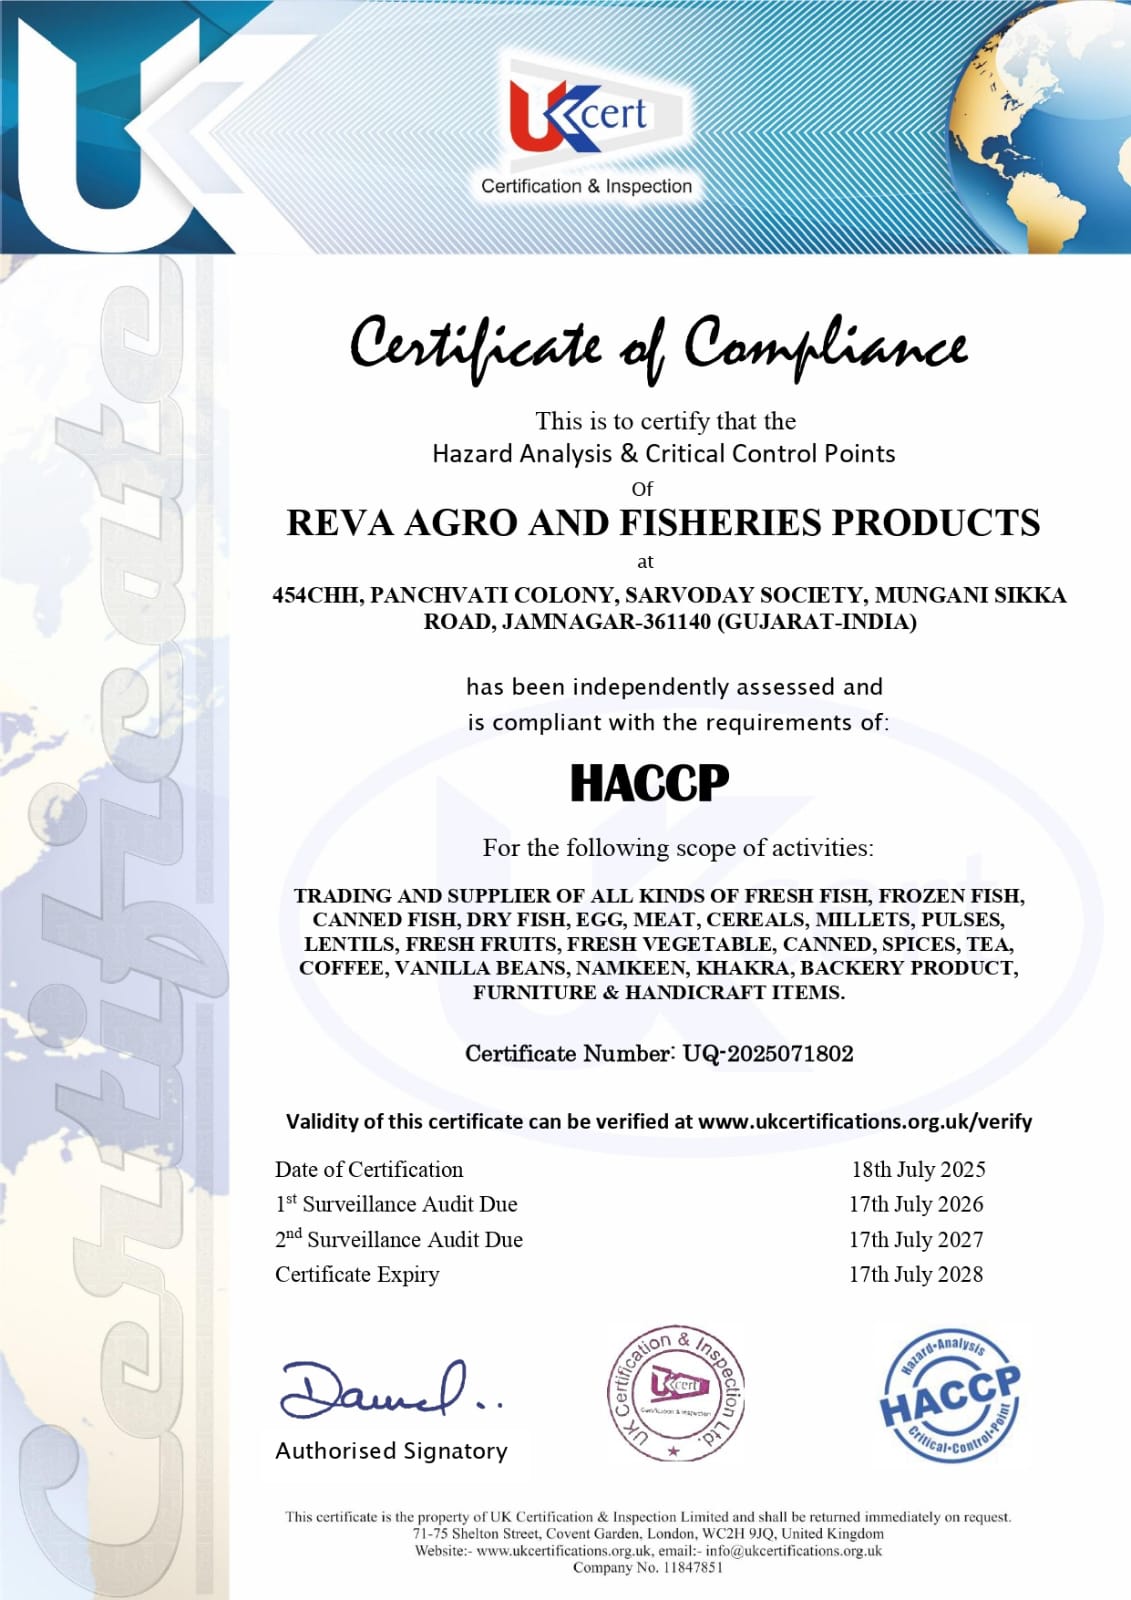 UK
UKcert
Certification & Inspection
Certificate
Certificate of Compliance
This is to certify that the
Hazard Analysis & Critical Control Points
Of
REVA AGRO AND FISHERIES PRODUCTS
at
454CHH, PANCHVATI COLONY, SARVODAY SOCIETY, MUNGANI SIKKA
ROAD, JAMNAGAR-361140 (GUJARAT-INDIA)
has been independently assessed and
is compliant with the requirements of:
HACCP
For the following scope of activities:
TRADING AND SUPPLIER OF ALL KINDS OF FRESH FISH, FROZEN FISH,
CANNED FISH, DRY FISH, EGG, MEAT, CEREALS, MILLETS, PULSES,
LENTILS, FRESH FRUITS, FRESH VEGETABLE, CANNED, SPICES, TEA,
COFFEE, VANILLA BEANS, NAMKEEN, KHAKRA, BACKERY PRODUCT,
FURNITURE & HANDICRAFT ITEMS.
Certificate Number: UQ-2025071802
Validity of this certificate can be verified at www.ukcertifications.org.uk/verify
Date of Certification 18th July 2025
1st Surveillance Audit Due 17th July 2026
2nd Surveillance Audit Due 17th July 2027
Certificate Expiry 17th July 2028
Authorised Signatory
UK Certification & Inspection Ltd.
UKcert
Certification & Inspection
Hazard-Analysis
HACCP
Critical-Control-Point
This certificate is the property of UK Certification & Inspection Limited and shall be returned immediately on request.
71-75 Shelton Street, Covent Garden, London, WC2H 9JQ, United Kingdom
Website:- www.ukcertifications.org.uk, email:- info@ukcertifications.org.uk
Company No. 11847851